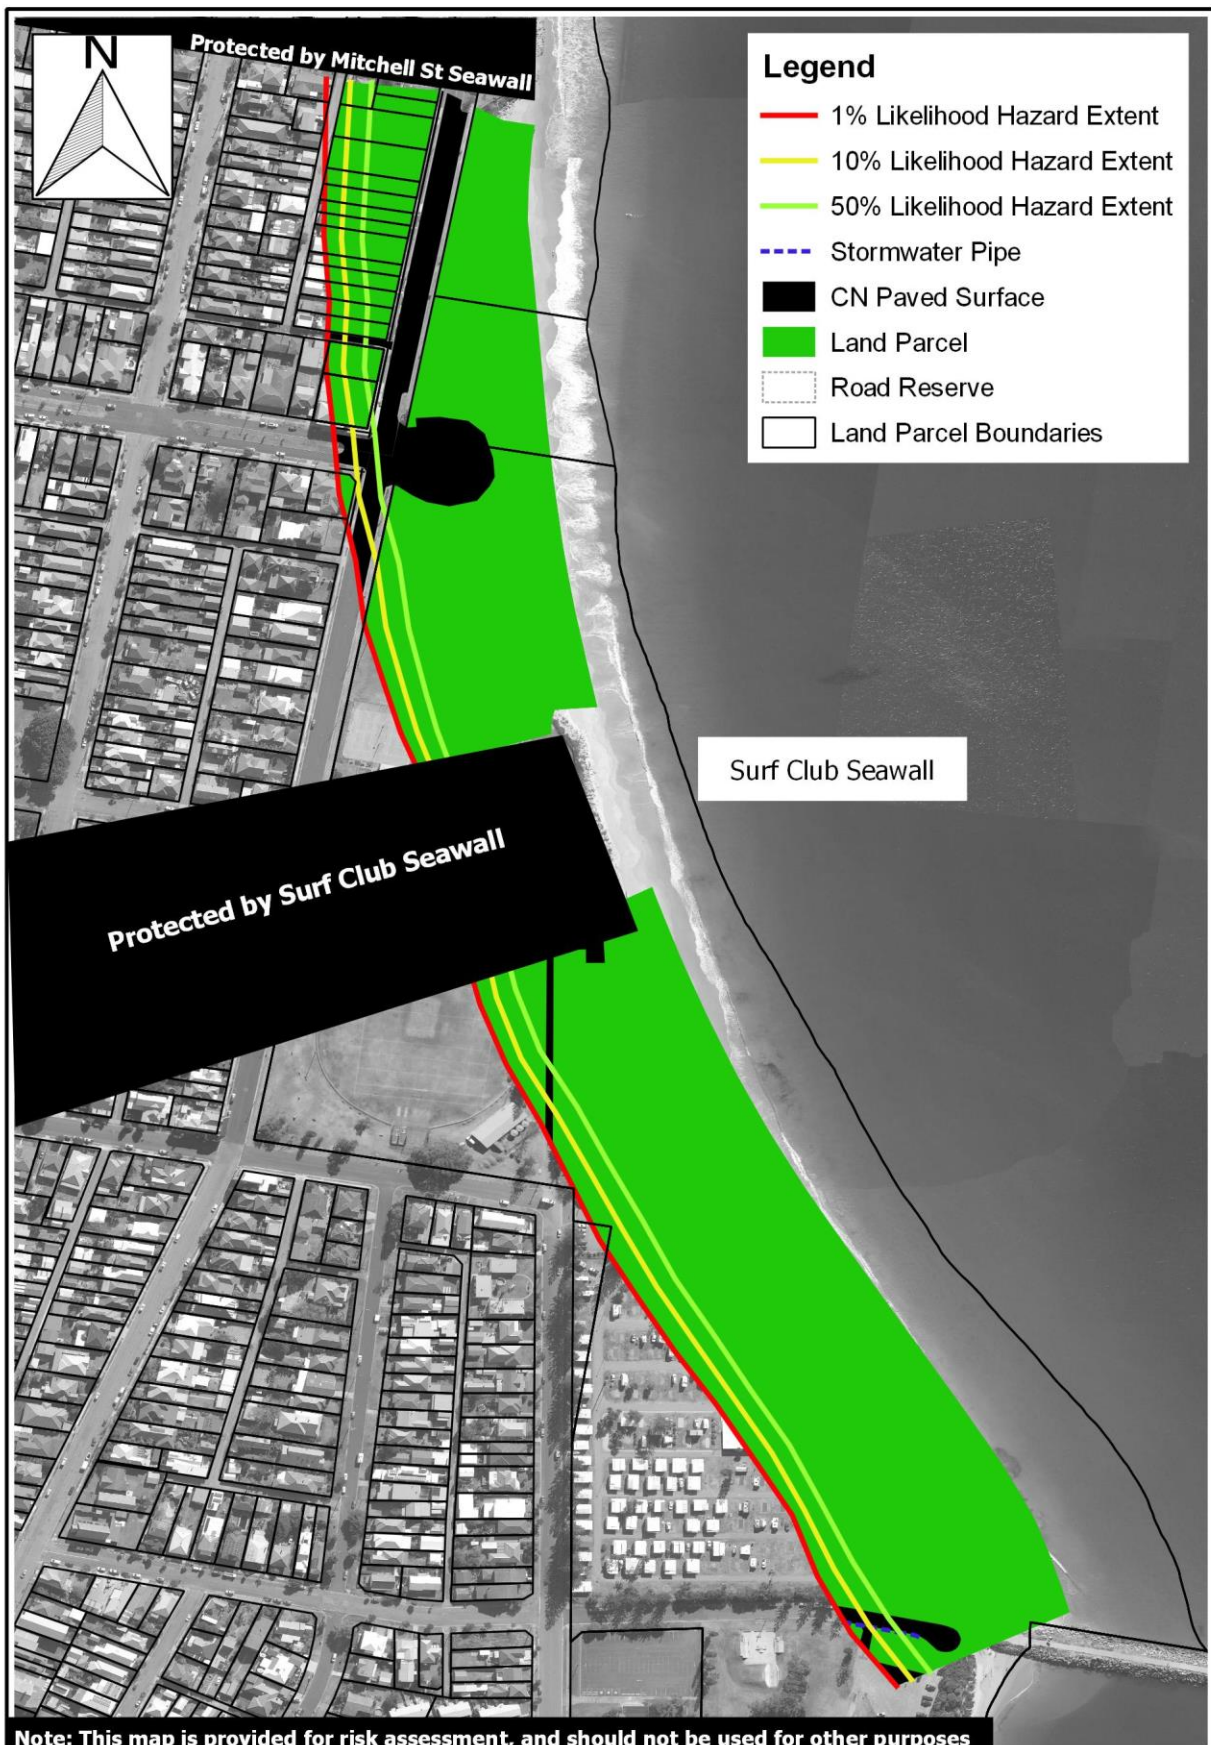 Protected by Mitchell St Seawall
N
Legend
1% Likelihood Hazard Extent
10% Likelihood Hazard Extent
50% Likelihood Hazard Extent
Stormwater Pipe
CN Paved Surface
Land Parcel
Road Reserve
Land Parcel Boundaries
Surf Club Seawall
Protected by Surf Club Seawall
Note: This map is provided for risk assessment, and should not be used for other purposes